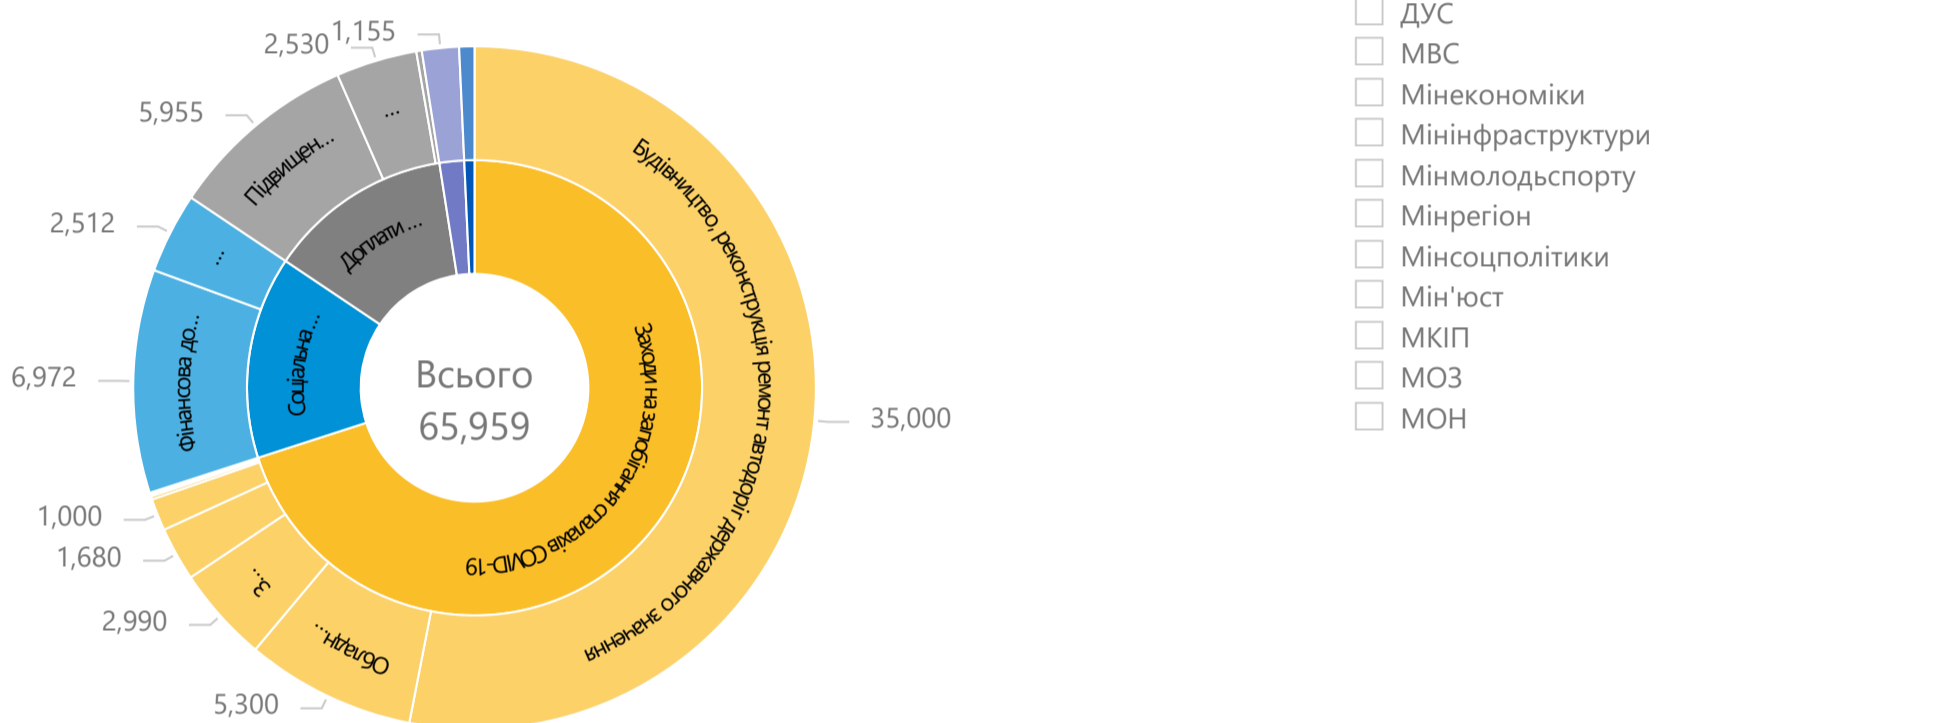 1,155
2,530
5,955
2,512
6,972
1,000
1,680
2,990
5,300
35,000
Будівництво, реконструкція ремонт автодоріг державного значення
Заходи на запобігання спалахів COVID-19
Обладн...
З...
...
Фінансова до...
Соціальна...
...
Підвищен...
Доплати ...
Всього
65,959
ДУС
МВС
Мінекономіки
Мінінфраструктури
Мінмолодьспорту
Мінрегіон
Мінсоцполітики
Мін'юст
МКІП
МОЗ
МОН